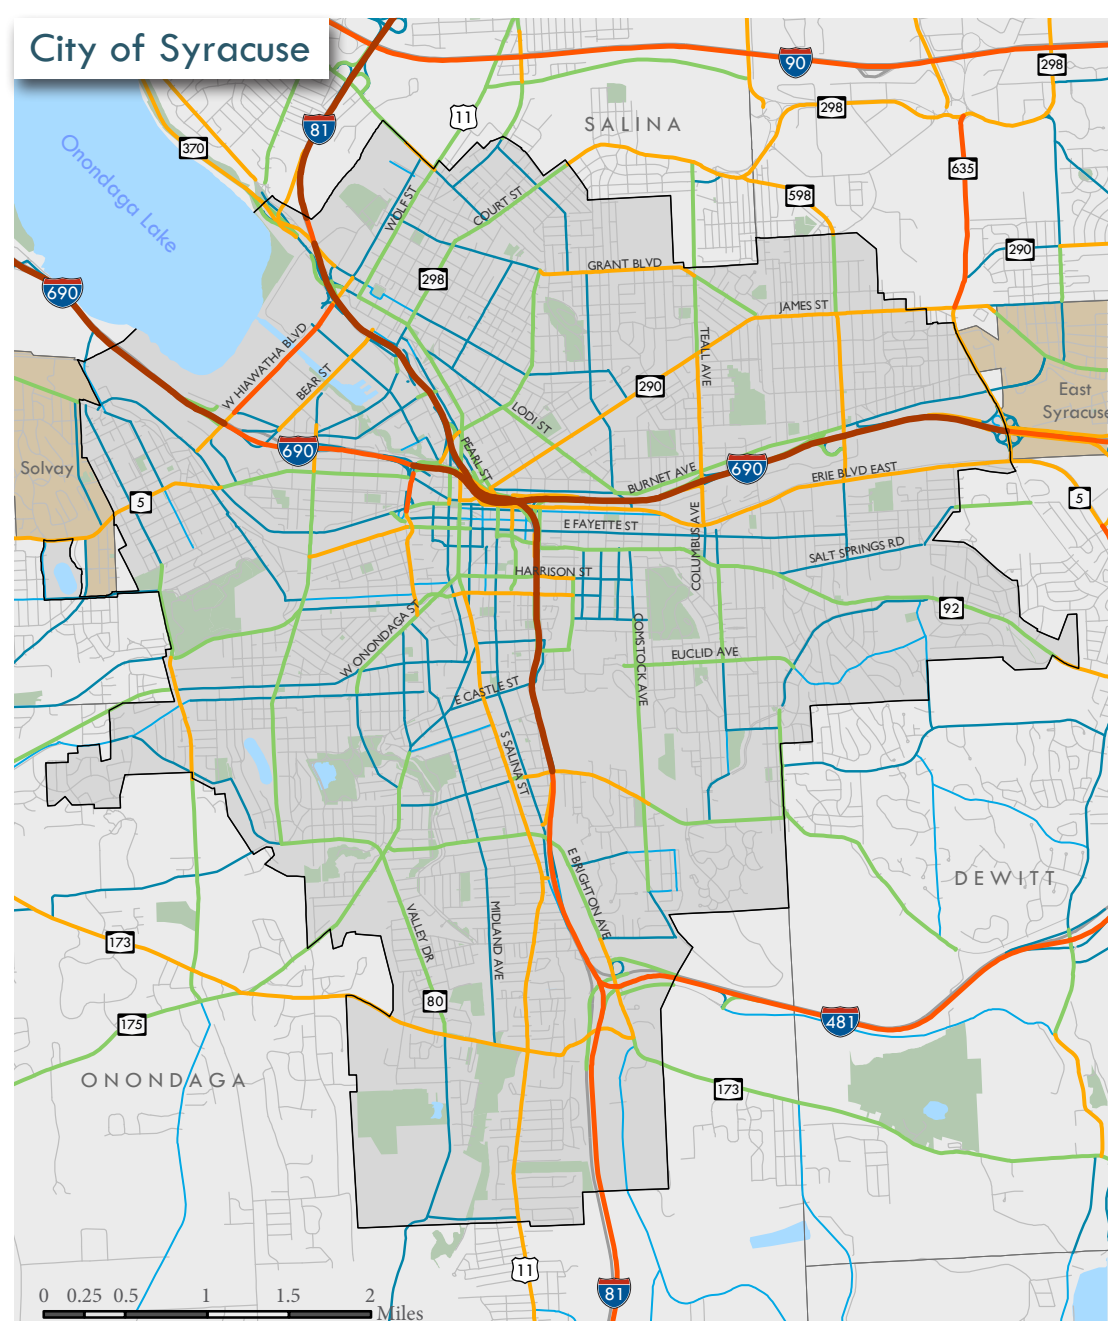 City of Syracuse
90
298
11
81
SALINA
298
370
635
598
Onondaga Lake
WOLF ST
COURT ST
290
GRANT BLVD
298
690
JAMES ST
W HIAWATHA BLVD
TEALL AVE
BEAR ST
290
East
Syracuse
LODI ST
690
PEARL ST
Solvay
BURNET AVE
690
ERIE BLVD EAST
5
5
E FAYETTE ST
COLUMBUS AVE
SALT SPRINGS RD
HARRISON ST
92
W ONONDAGA ST
COMSTOCK AVE
EUCLID AVE
E CASTLE ST
S SALINA ST
E BRIGHTON AVE
DEWITT
VALLEY DR
MIDLAND AVE
173
80
175
481
ONONDAGA
173
11
81
0 0.25 0.5 1 1.5 2
Miles